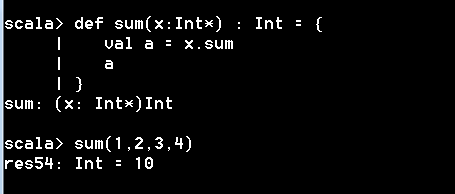 scala> def sum(x:Int*) : Int = {
     |     val a = x.sum
     |     a
     | }
sum: (x: Int*)Int
scala> sum(1,2,3,4)
res54: Int = 10